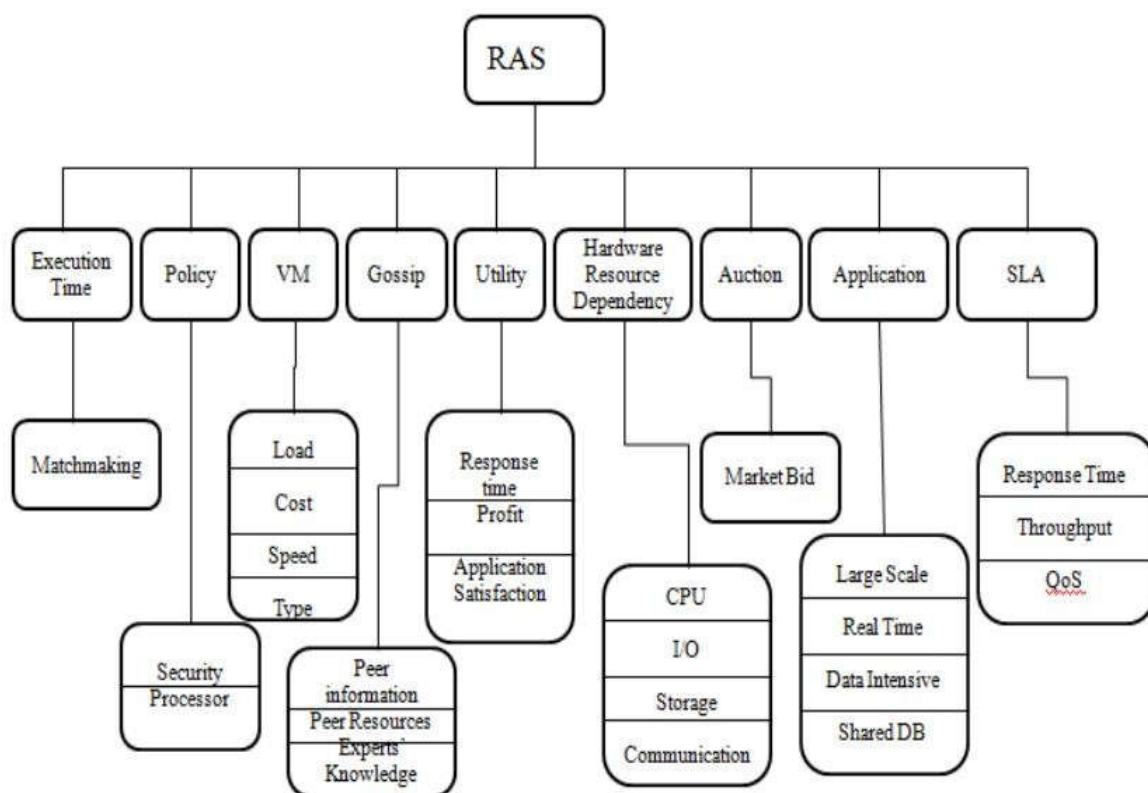 RAS
Execution
Time
Policy
VM
Gossip
Utility
Hardware
Resource
Dependency
Auction
Application
SLA
Matchmaking
Load
Cost
Speed
Type
Response
time
Profit
Application
Satisfaction
Market Bid
Response Time
Throughput
QoS
Security
Processor
Peer
information
Peer Resources
Experts'
Knowledge
CPU
I/O
Storage
Communication
Large Scale
Real Time
Data Intensive
Shared DB